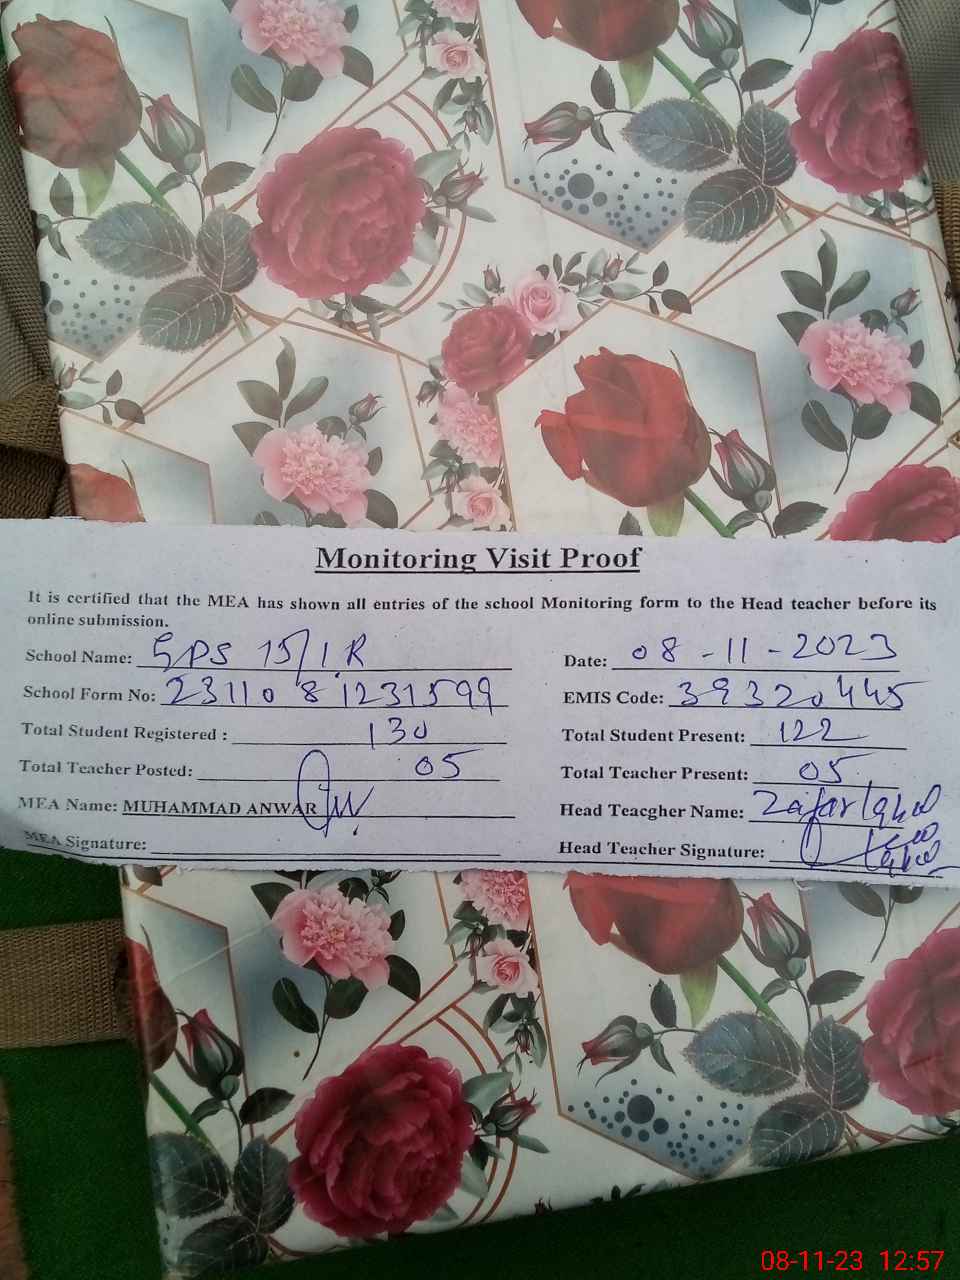 Monitoring Visit Proof
It is certified that the MEA has shown all entries of the school Monitoring form to the Head teacher before its
online submission.
School Name: GPS 15/1.R Date: 08-11-2023
School Form No: 2311081231599 EMIS Code: 39320445
Total Student Registered : 130 Total Student Present: 122
Total Teacher Posted: 05 Total Teacher Present: 05
MEA Name: MUHAMMAD ANWAR Head Teacgher Name: Zafar Iqbal
MEA Signature: Head Teacher Signature:
08-11-23 12:57